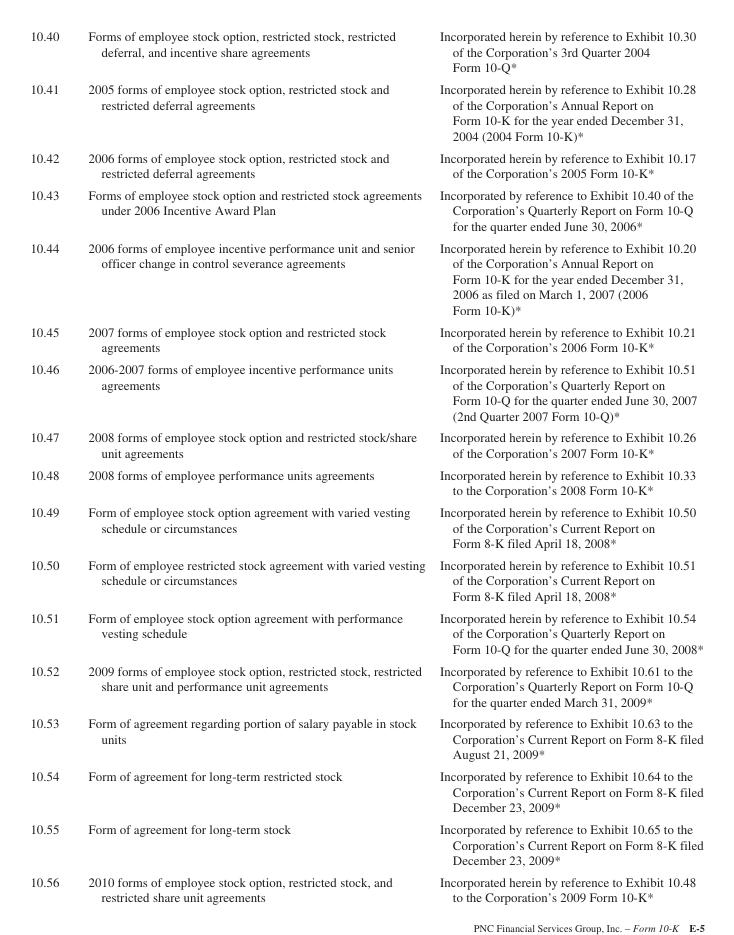 10.40 Forms of employee stock option, restricted stock, restricted Incorporated herein by reference to Exhibit 10.30
deferral, and incentive share agreements of the Corporation's 3rd Quarter 2004
Form 10-Q*
10.41 2005 forms of employee stock option, restricted stock and Incorporated herein by reference to Exhibit 10.28
restricted deferral agreements of the Corporation's Annual Report on
Form 10-K for the year ended December 31,
2004 (2004 Form 10-K)*
10.42 2006 forms of employee stock option, restricted stock and Incorporated herein by reference to Exhibit 10.17
restricted deferral agreements of the Corporation's 2005 Form 10-K*
10.43 Forms of employee stock option and restricted stock agreements Incorporated by reference to Exhibit 10.40 of the
under 2006 Incentive Award Plan Corporation's Quarterly Report on Form 10-Q
for the quarter ended June 30, 2006*
10.44 2006 forms of employee incentive performance unit and senior Incorporated herein by reference to Exhibit 10.20
officer change in control severance agreements of the Corporation's Annual Report on
Form 10-K for the year ended December 31,
2006 as filed on March 1, 2007 (2006
Form 10-K)*
10.45 2007 forms of employee stock option and restricted stock Incorporated herein by reference to Exhibit 10.21
agreements of the Corporation's 2006 Form 10-K*
10.46 2006-2007 forms of employee incentive performance units Incorporated herein by reference to Exhibit 10.51
agreements of the Corporation's Quarterly Report on
Form 10-Q for the quarter ended June 30, 2007
(2nd Quarter 2007 Form 10-Q)*
10.47 2008 forms of employee stock option and restricted stock/share Incorporated herein by reference to Exhibit 10.26
unit agreements of the Corporation's 2007 Form 10-K*
10.48 2008 forms of employee performance units agreements Incorporated herein by reference to Exhibit 10.33
to the Corporation's 2008 Form 10-K*
10.49 Form of employee stock option agreement with varied vesting Incorporated herein by reference to Exhibit 10.50
schedule or circumstances of the Corporation's Current Report on
Form 8-K filed April 18, 2008*
10.50 Form of employee restricted stock agreement with varied vesting Incorporated herein by reference to Exhibit 10.51
schedule or circumstances of the Corporation's Current Report on
Form 8-K filed April 18, 2008*
10.51 Form of employee stock option agreement with performance Incorporated herein by reference to Exhibit 10.54
vesting schedule of the Corporation's Quarterly Report on
Form 10-Q for the quarter ended June 30, 2008*
10.52 2009 forms of employee stock option, restricted stock, restricted Incorporated by reference to Exhibit 10.61 to the
share unit and performance unit agreements Corporation's Quarterly Report on Form 10-Q
for the quarter ended March 31, 2009*
10.53 Form of agreement regarding portion of salary payable in stock Incorporated by reference to Exhibit 10.63 to the
units Corporation's Current Report on Form 8-K filed
August 21, 2009*
10.54 Form of agreement for long-term restricted stock Incorporated by reference to Exhibit 10.64 to the
Corporation's Current Report on Form 8-K filed
December 23, 2009*
10.55 Form of agreement for long-term stock Incorporated by reference to Exhibit 10.65 to the
Corporation's Current Report on Form 8-K filed
December 23, 2009*
10.56 2010 forms of employee stock option, restricted stock, and Incorporated herein by reference to Exhibit 10.48
restricted share unit agreements to the Corporation's 2009 Form 10-K*
PNC Financial Services Group, Inc. – Form 10-K E-5